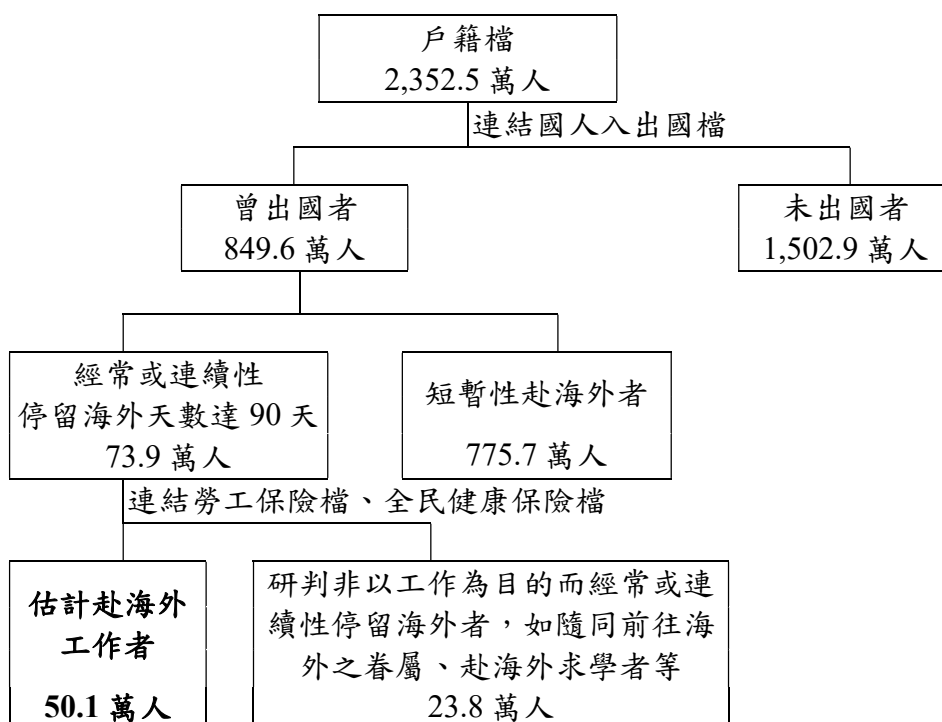 戶籍檔
2,352.5 萬人
連結國人入出國檔
曾出國者
849.6 萬人
未出國者
1,502.9 萬人
經常或連續性
停留海外天數達 90 天
73.9 萬人
短暫性赴海外者
775.7 萬人
連結勞工保險檔、全民健康保險檔
估計赴海外
工作者
50.1 萬人
研判非以工作為目的而經常或連
續性停留海外者，如隨同前往海
外之眷屬、赴海外求學者等
23.8 萬人